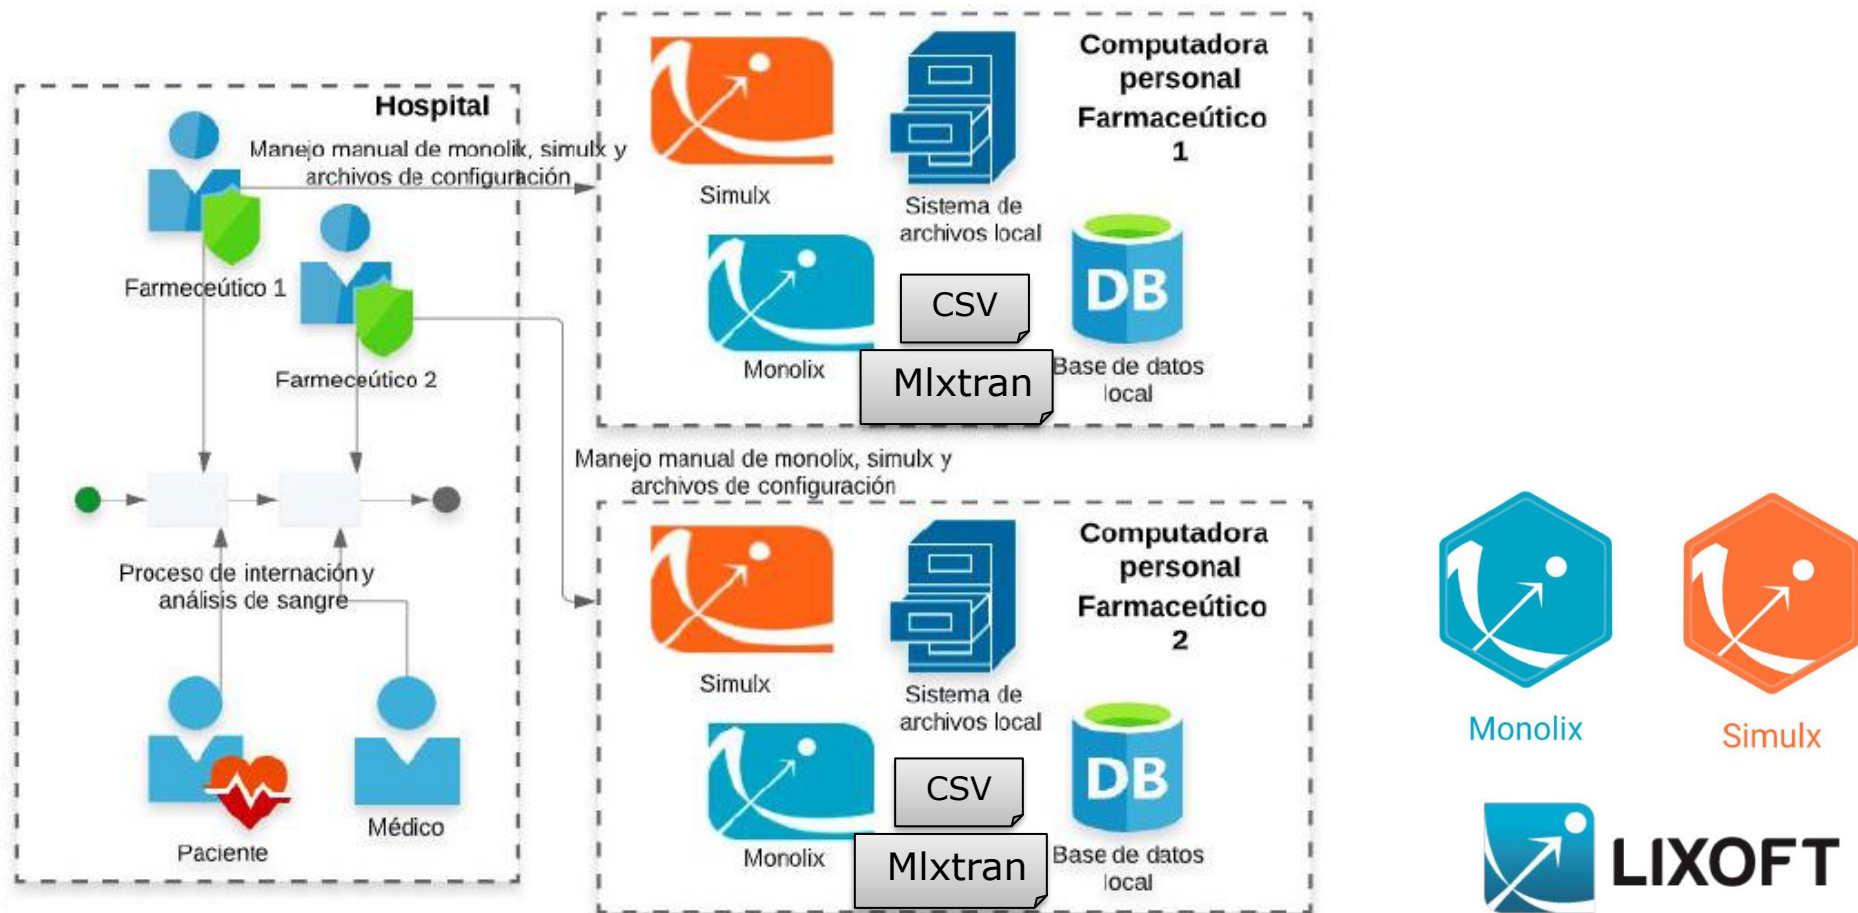 Hospital
Manejo manual de monolix, simulx y
archivos de configuración
Farmeceútico 1
Farmeceútico 2
Proceso de internación y
análisis de sangre
Paciente
Médico
Computadora
personal
Farmaceútico
1
Simulx
Sistema de
archivos local
DB
CSV
Monolix
Mlxtran
Base de datos
local
Manejo manual de monolix, simulx y
archivos de configuración
Computadora
personal
Farmaceútico
2
Simulx
Sistema de
archivos local
DB
CSV
Monolix
Mlxtran
Base de datos
local
Monolix
Simulx
LIXOFT